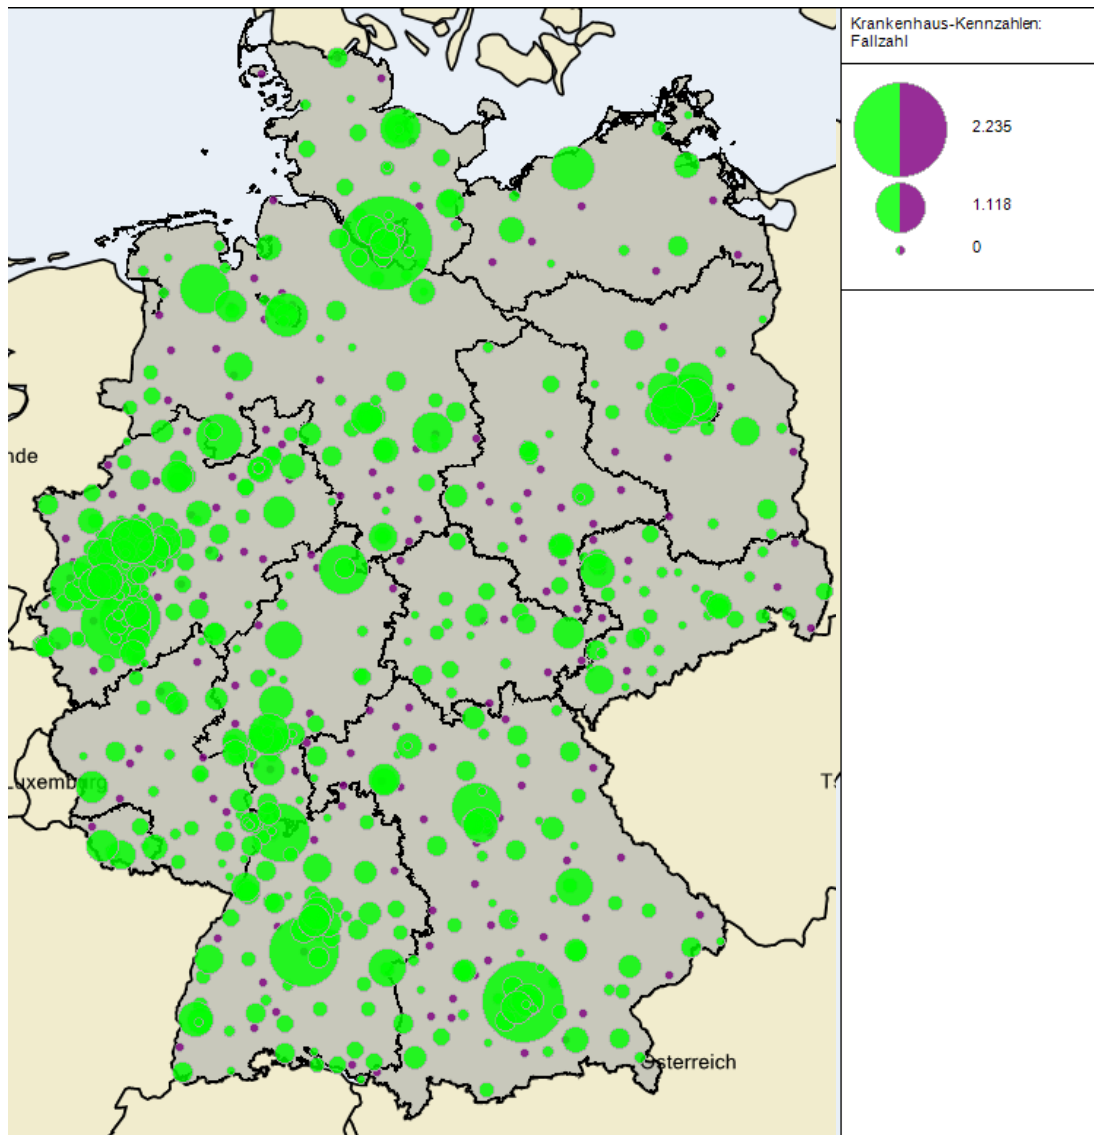 Krankenhaus-Kennzahlen:
Fallzahl
2.235
1.118
0
nde
Luxemburg
T
Österreich